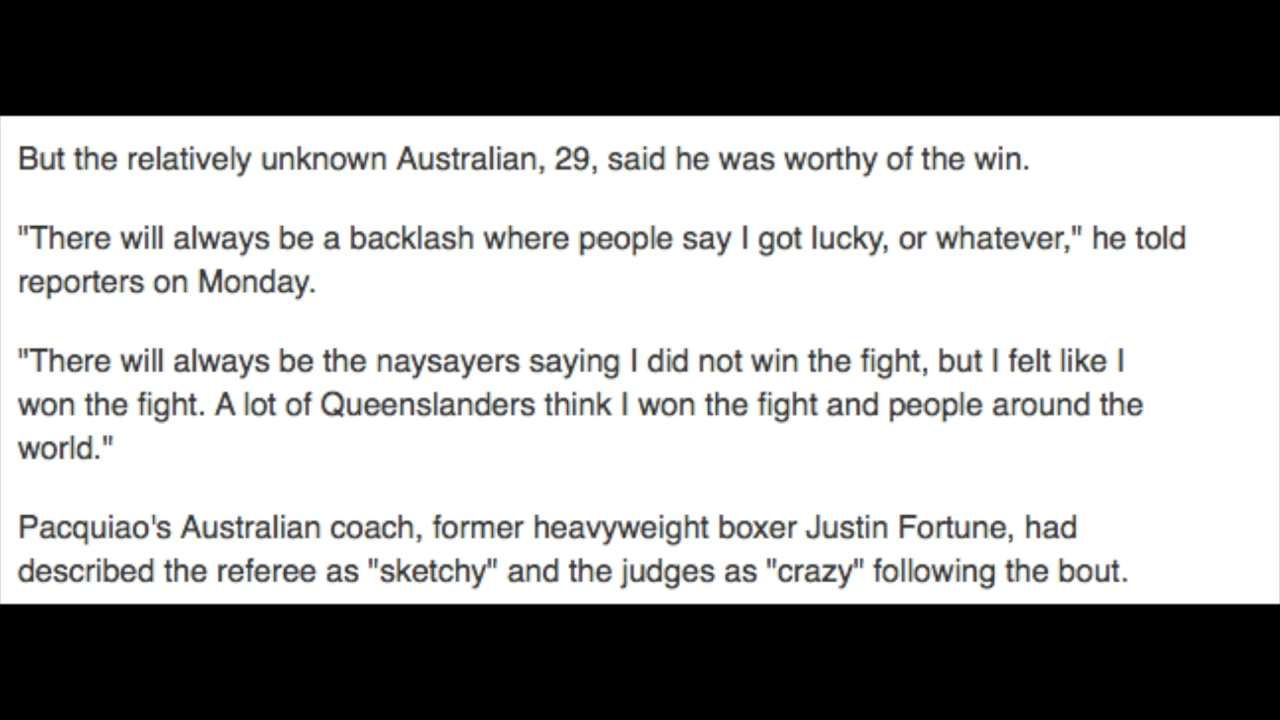 But the relatively unknown Australian, 29, said he was worthy of the win.
"There will always be a backlash where people say I got lucky, or whatever," he told
reporters on Monday.
"There will always be the naysayers saying I did not win the fight, but I felt like I
won the fight. A lot of Queenslanders think I won the fight and people around the
world."
Pacquiao's Australian coach, former heavyweight boxer Justin Fortune, had
described the referee as "sketchy" and the judges as "crazy" following the bout.